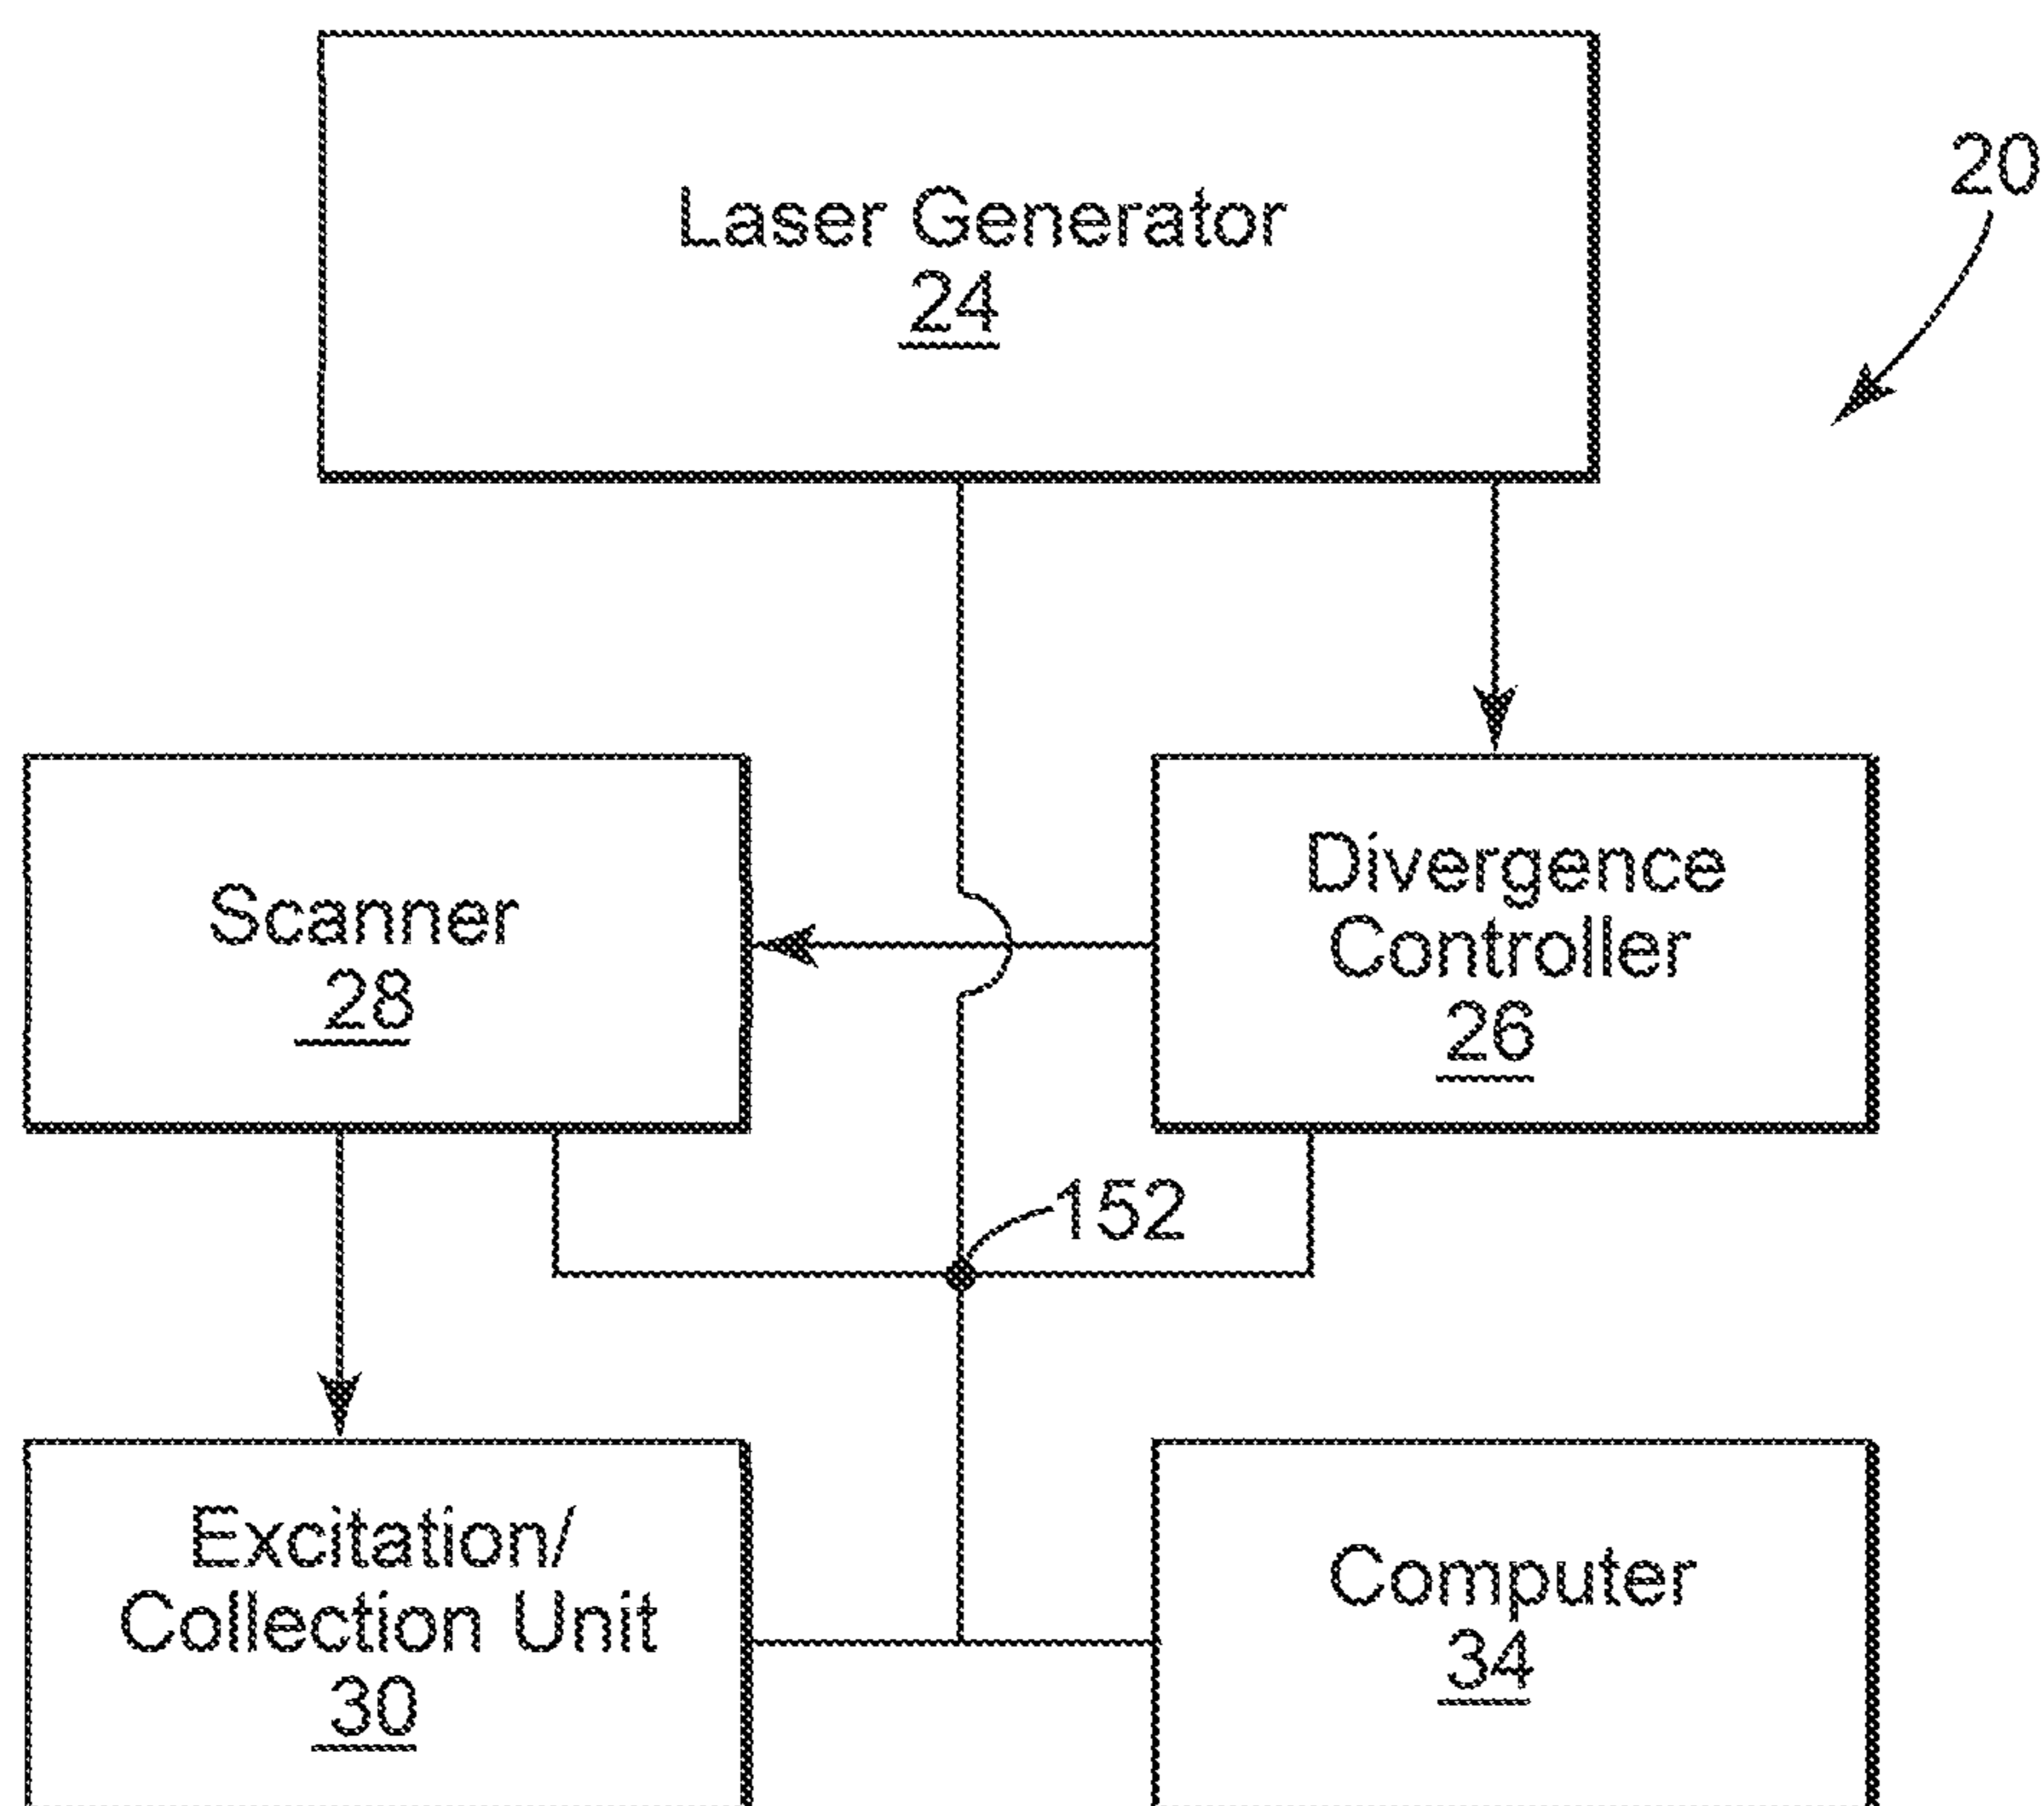 Laser Generator
24
20
Scanner
28
Divergence
Controller
26
152
Excitation/
Collection Unit
30
Computer
34